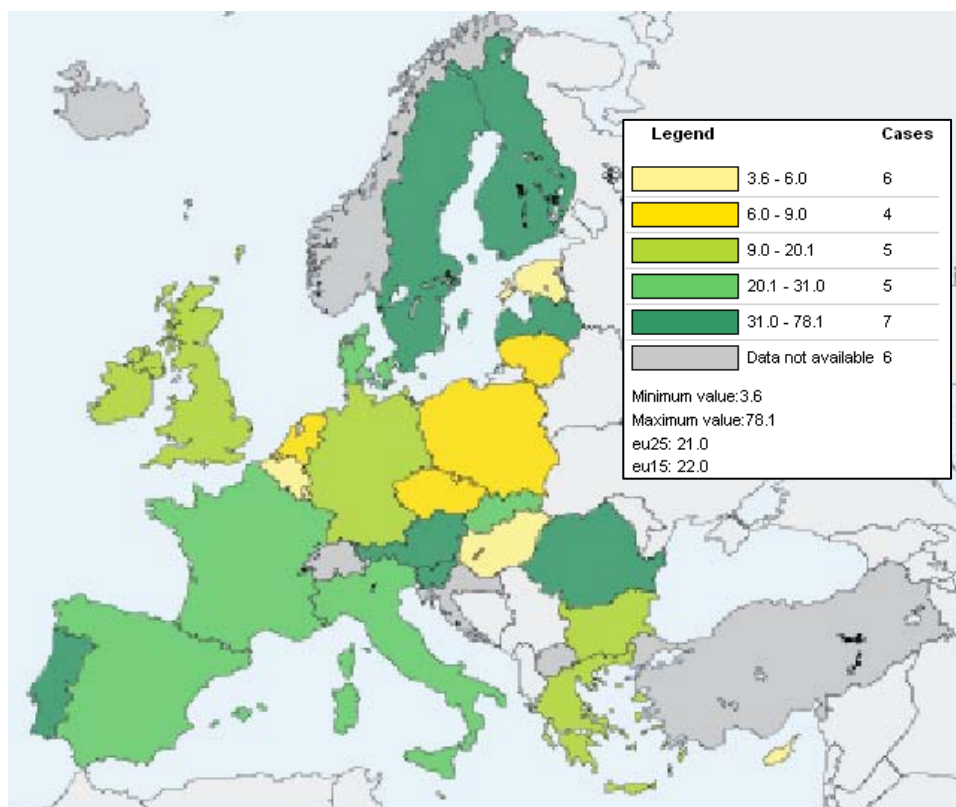 Legend Cases
3.6 - 6.0 6
6.0 - 9.0 4
9.0 - 20.1 5
20.1 - 31.0 5
31.0 - 78.1 7
Data not available 6
Minimum value:3.6
Maximum value:78.1
eu25: 21.0
eu15: 22.0